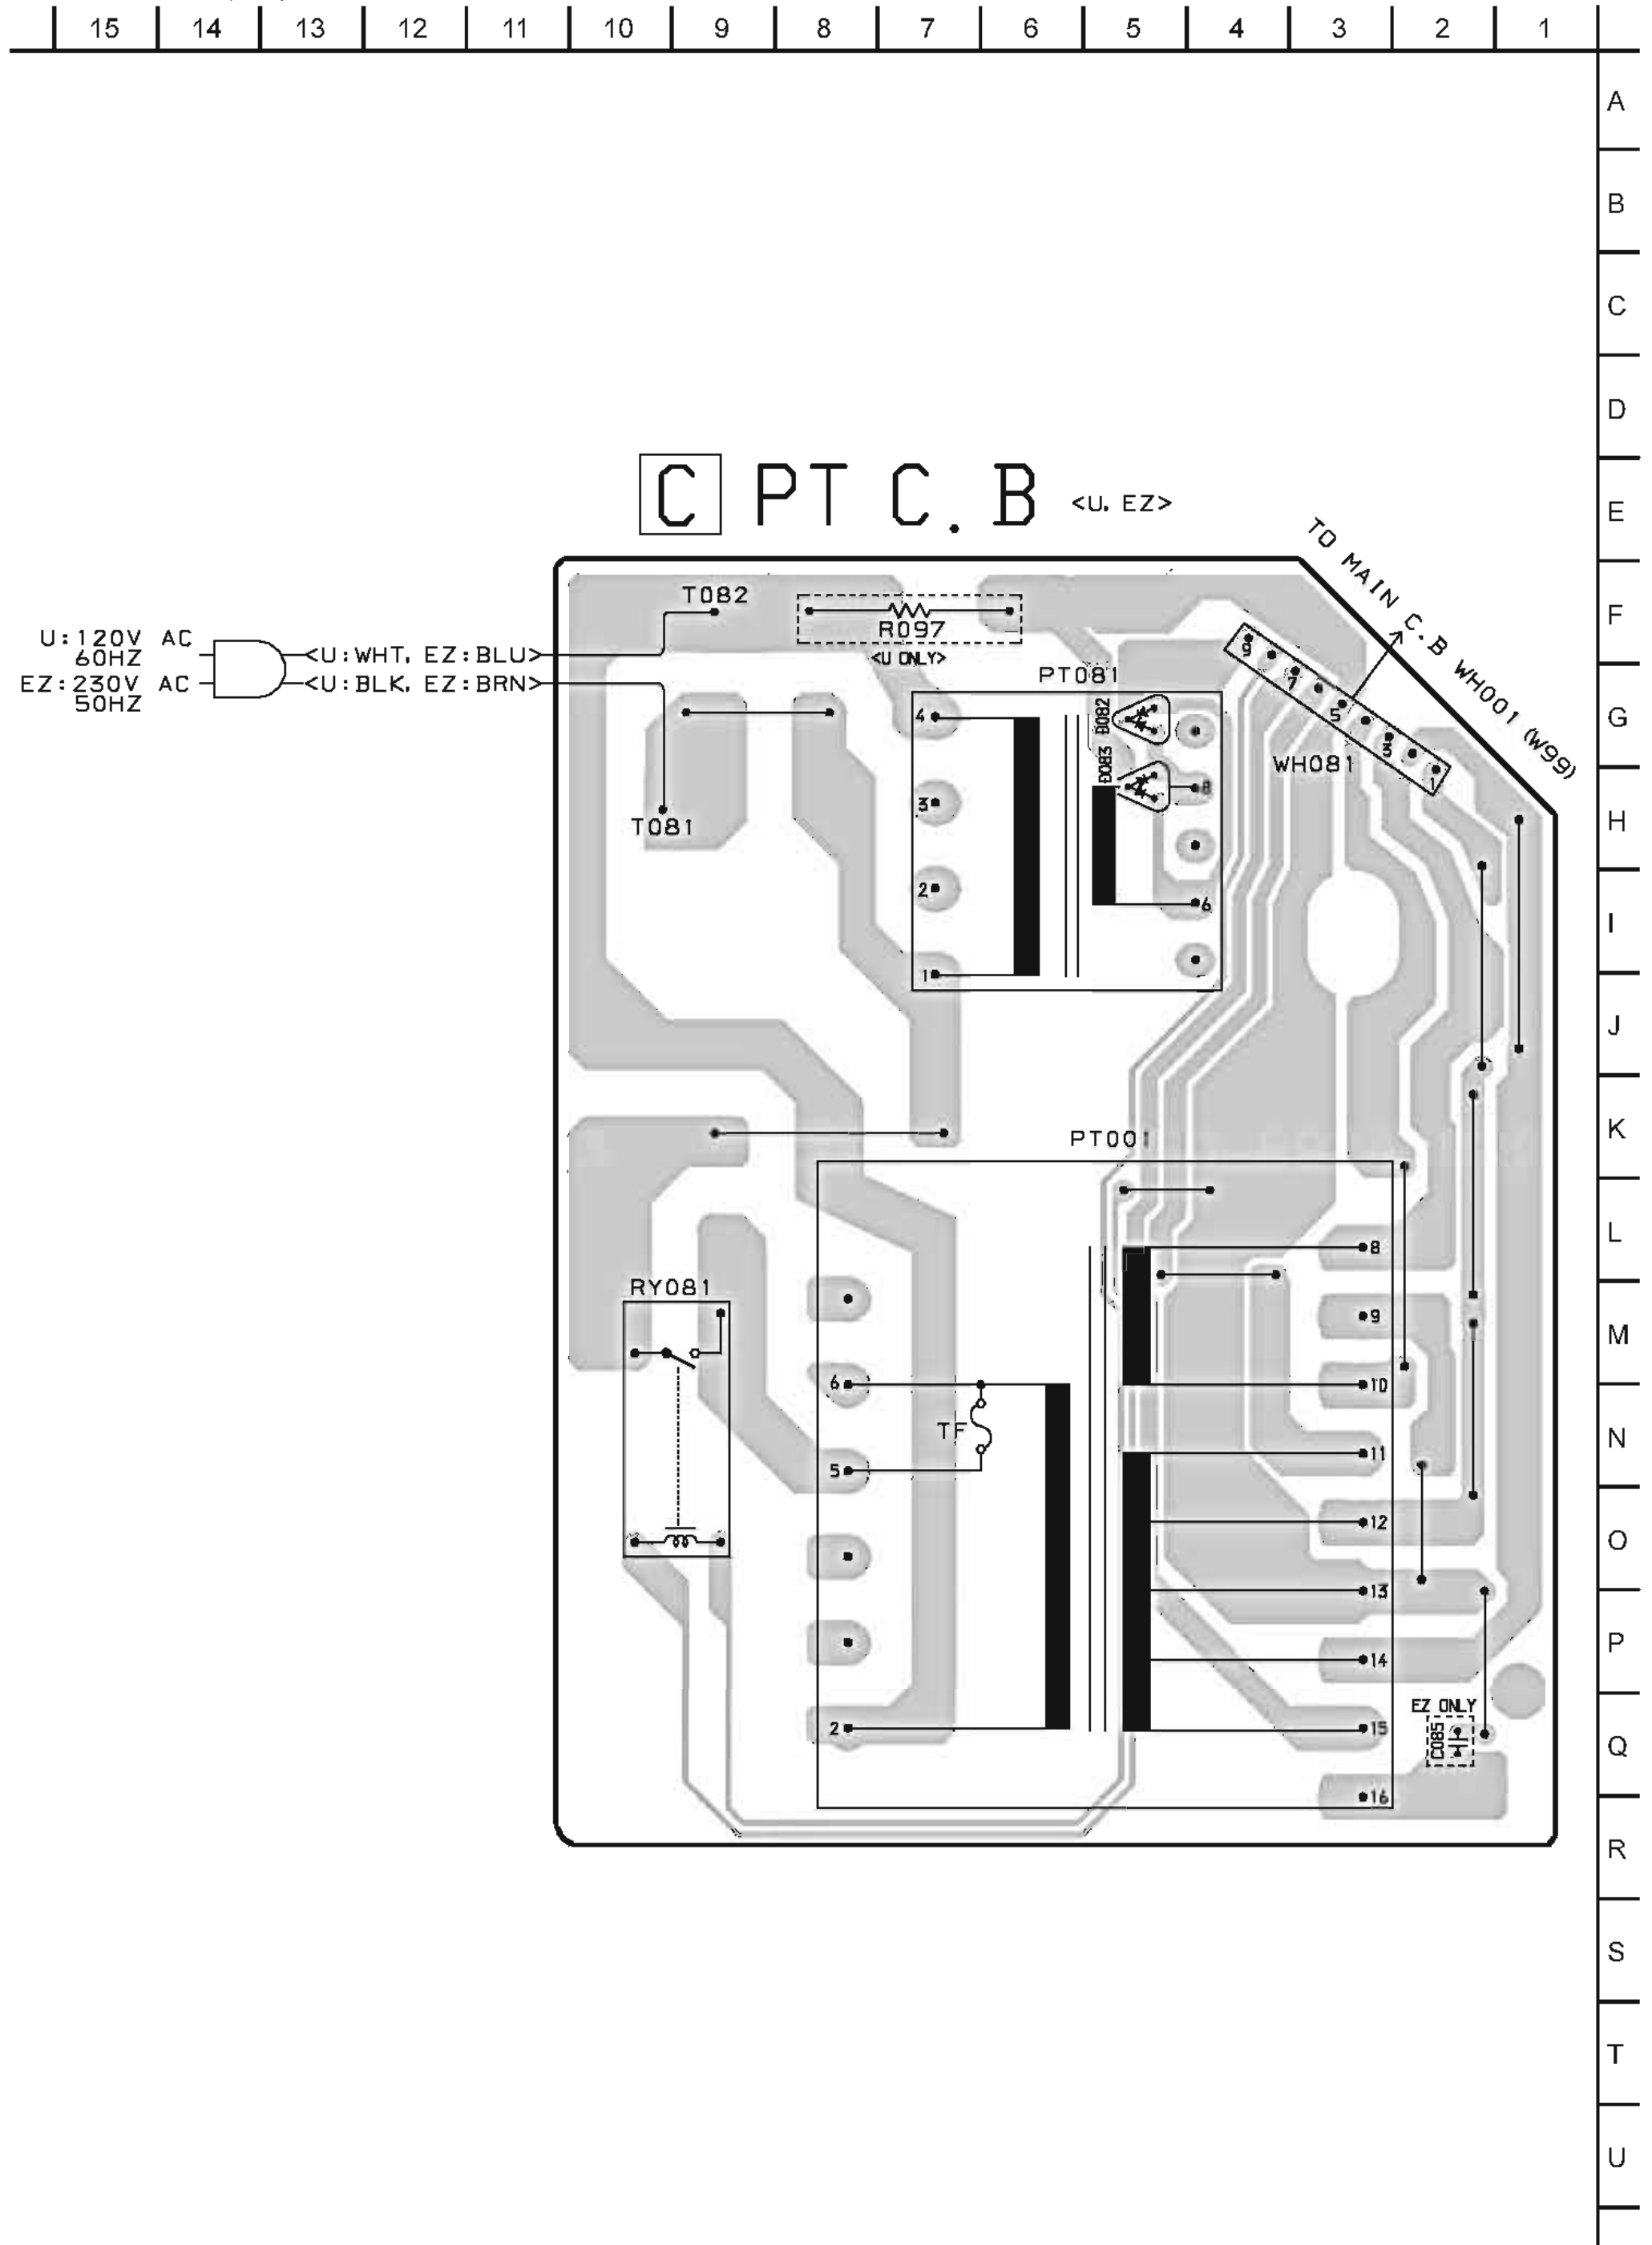 15 14 13 12 11 10 9 8 7 6 5 4 3 2 1
A
B
C
D
E
F
G
H
I
J
K
L
M
N
O
P
Q
R
S
T
U
C PT C.B <U, EZ>
TO MAIN C.B WH001 (W99)
U:120V AC
60HZ
EZ:230V AC
50HZ
<U:WHT, EZ:BLU>
<U:BLK, EZ:BRN>
T082
R097
<U ONLY>
PT081
9
7
5
3
1
WH081
4
D082
D083
8
3
T081
2
6
1
PT001
8
RY081
9
6
10
TF
11
5
12
13
14
EZ ONLY
2
15
C085
16